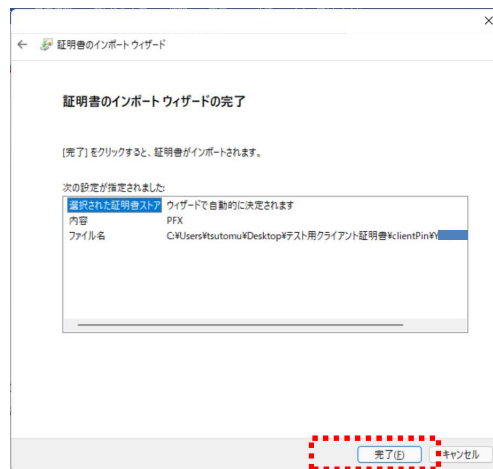 証明書のインポート ウィザード
証明書のインポート ウィザードの完了
[完了] をクリックすると、証明書がインポートされます。
次の設定が指定されました:
選択された証明書ストア ウィザードで自動的に決定されます
内容 PFX
ファイル名 C:¥Users¥tsutomu¥Desktop¥テスト用クライアント証明書¥clientPin¥
完了(F) キャンセル